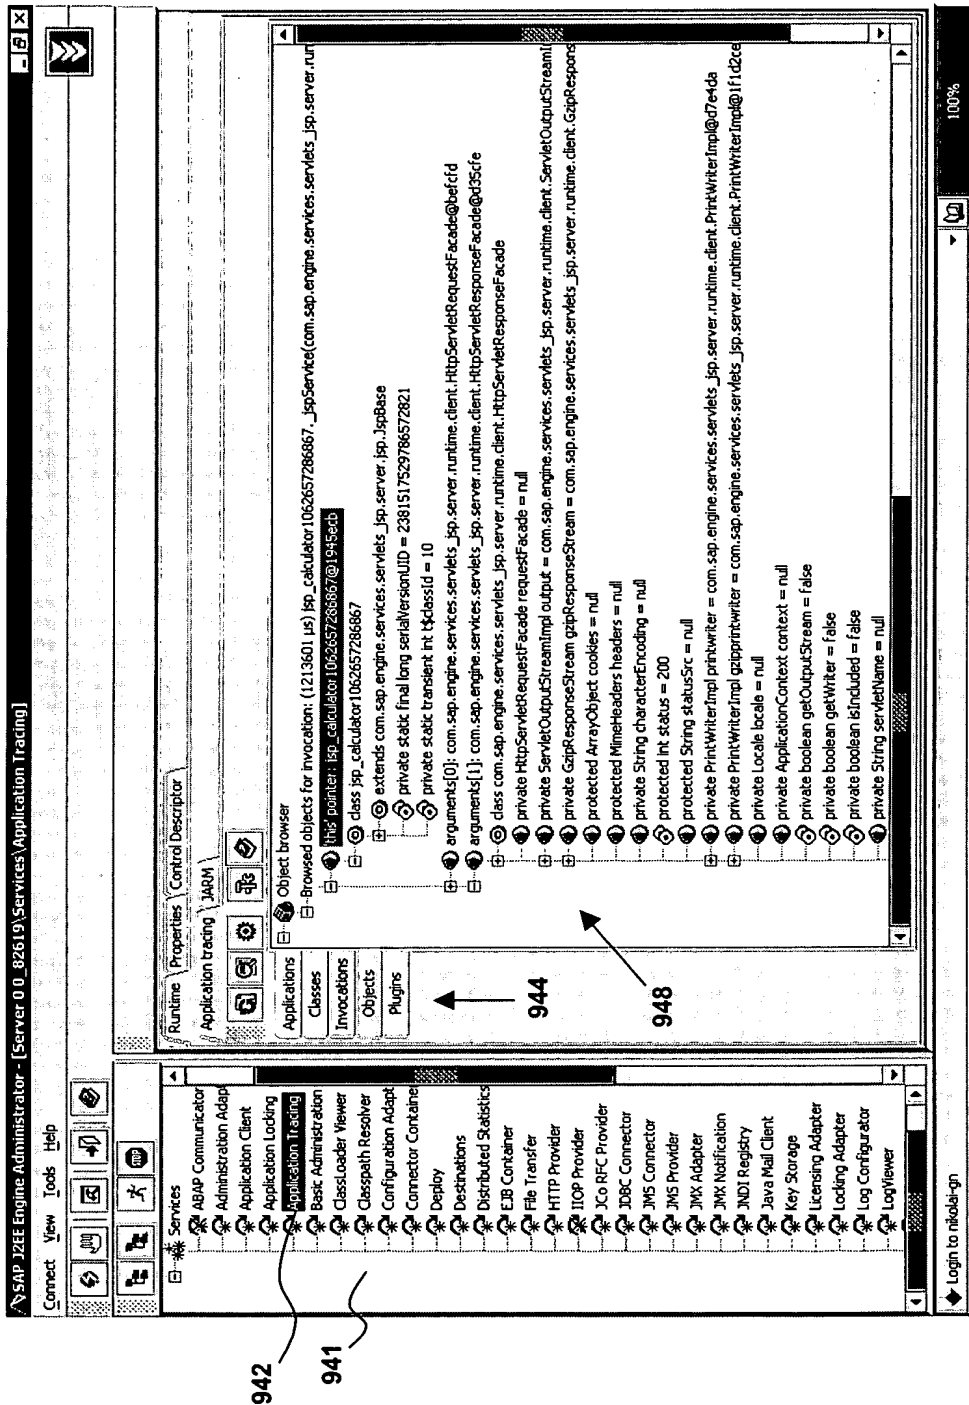 SAP J2EE Engine Administrator - [Server 0 0_82619\Services\Application Tracing]
Connect View Tools Help
Services
ABAP Communicator
Administration Adapt
Application Client
Application Locking
Application Tracing
Basic Administration
ClassLoader Viewer
Classpath Resolver
Configuration Adapt
Connector Container
Deploy
Destinations
Distributed Statistics
EJB Container
File Transfer
HTTP Provider
IIOP Provider
JCo RFC Provider
JDBC Connector
JMS Connector
JMS Provider
JMX Adapter
JMX Notification
JNDI Registry
Java Mail Client
Key Storage
Licensing Adapter
Locking Adapter
Log Configurator
LogViewer
Runtime Properties Control Descriptor
Application tracing JARM
Applications
Classes
Invocations
Objects
Plugins
Object browser
Browsed objects for invocation: (1213601 µs) jsp_calculator1062657286867._jspService(com.sap.engine.services.servlets_jsp.server.run
'this' pointer: jsp_calculator1062657286867@1945ecb
class jsp_calculator1062657286867
extends com.sap.engine.services.servlets_jsp.server.jsp.JspBase
private static final long serialVersionUID = 2381517529786572821
private static transient int t$classId = 10
arguments[0]: com.sap.engine.services.servlets_jsp.server.runtime.client.HttpServletRequestFacade@befcfd
arguments[1]: com.sap.engine.services.servlets_jsp.server.runtime.client.HttpServletResponseFacade@d35cfe
class com.sap.engine.services.servlets_jsp.server.runtime.client.HttpServletResponseFacade
private HttpServletRequestFacade requestFacade = null
private ServletOutputStreamImpl output = com.sap.engine.services.servlets_jsp.server.runtime.client.ServletOutputStreamI
private GzipResponseStream gzipResponseStream = com.sap.engine.services.servlets_jsp.server.runtime.client.GzipRespons
protected ArrayObject cookies = null
protected MimeHeaders headers = null
private String characterEncoding = null
protected int status = 200
protected String statusSrc = null
private PrintWriterImpl printwriter = com.sap.engine.services.servlets_jsp.server.runtime.client.PrintWriterImpl@d7e4da
private PrintWriterImpl gzipprintwriter = com.sap.engine.services.servlets_jsp.server.runtime.client.PrintWriterImpl@1f1d2ce
private Locale locale = null
private ApplicationContext context = null
private boolean getOutputStream = false
private boolean getWriter = false
private boolean isIncluded = false
private String servletName = null
Login to nikolai-gn
100%
942
941
944
948